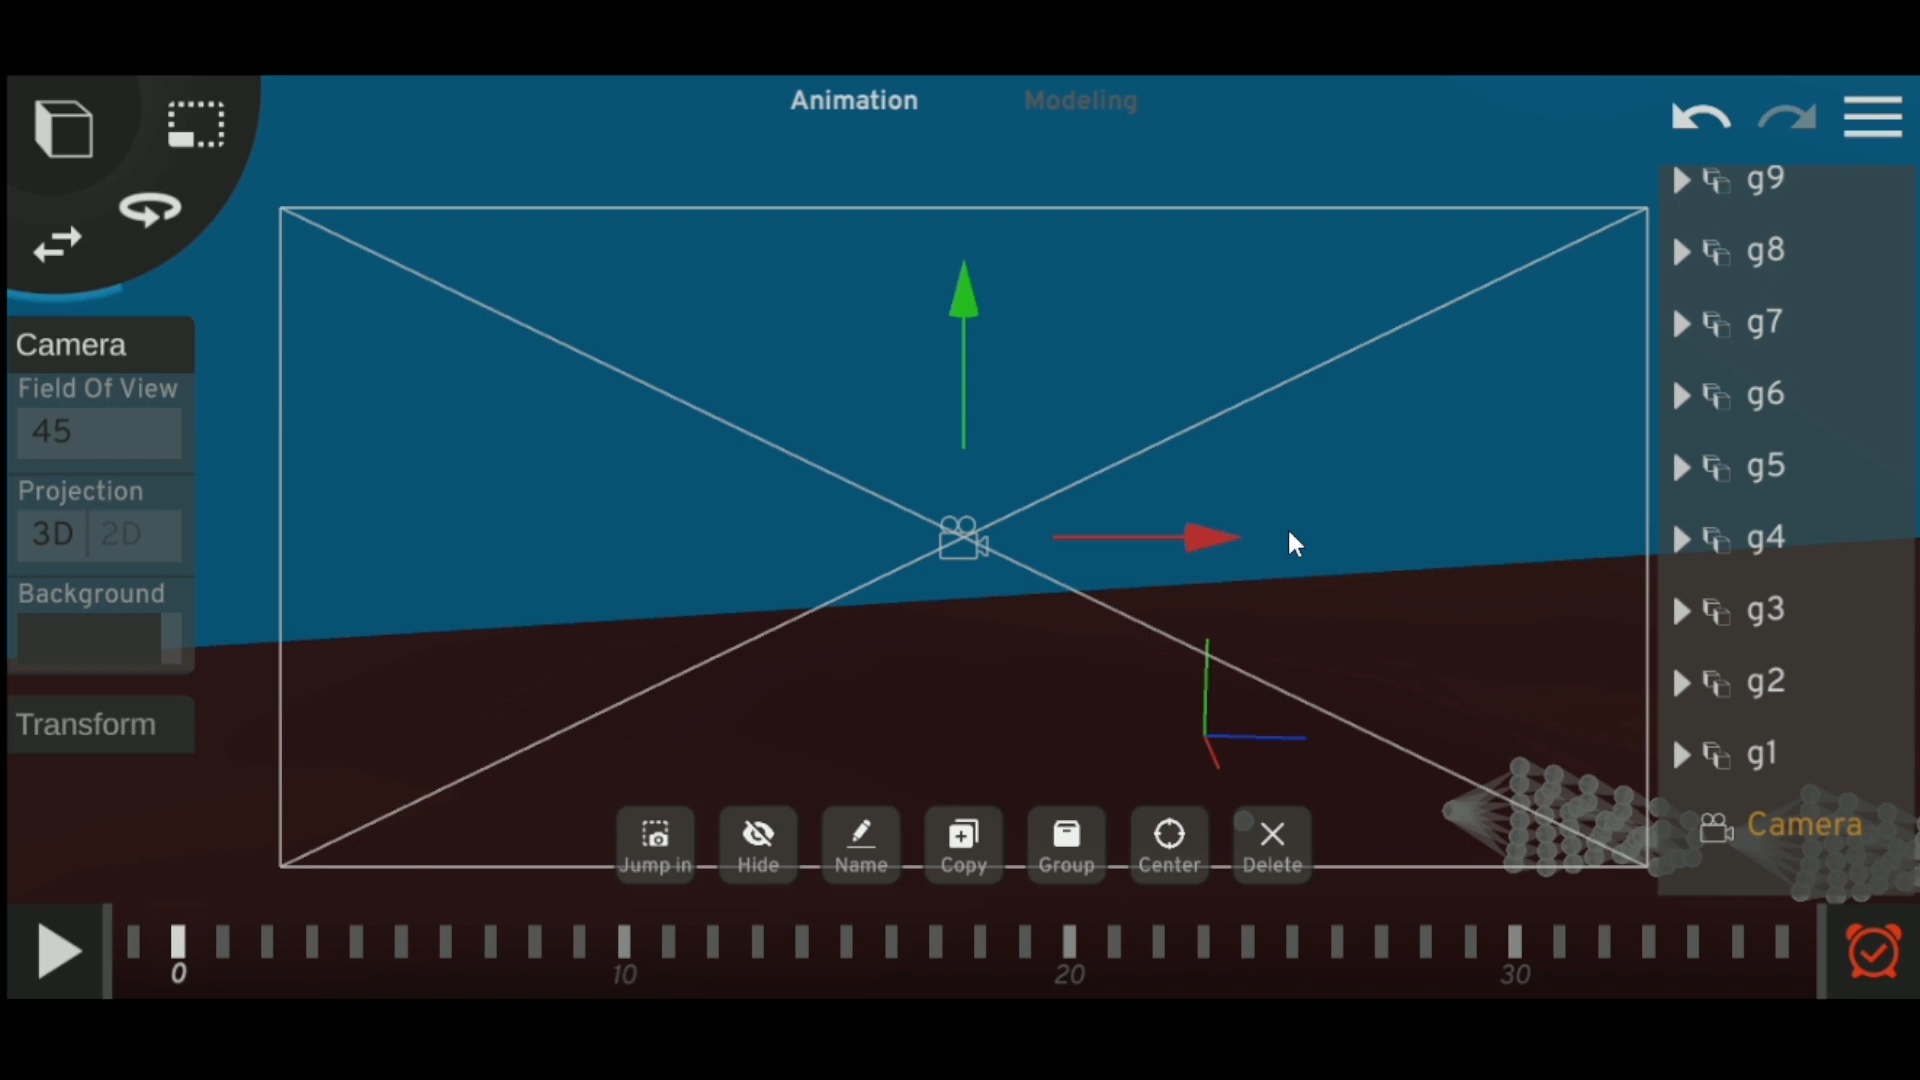 Animation
Modeling
Camera
Field Of View
45
Projection
3D 2D
Background
Transform
g9
g8
g7
g6
g5
g4
g3
g2
g1
Camera
Jump in
Hide
Name
Copy
Group
Center
Delete
0
10
20
30